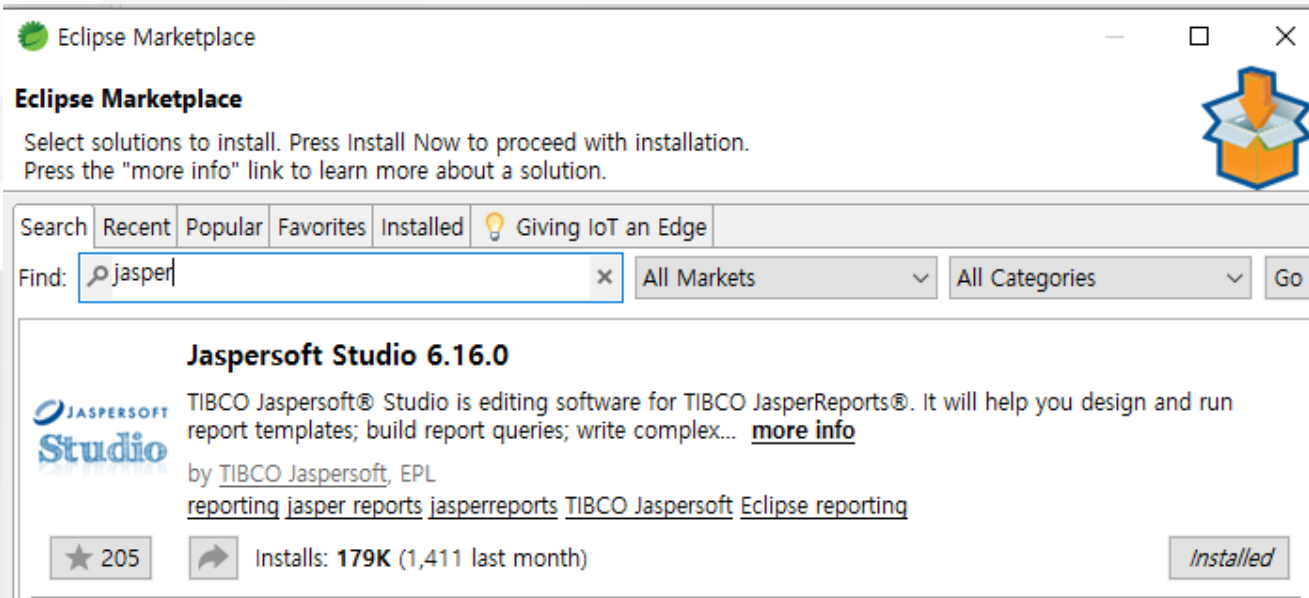 Eclipse Marketplace
Eclipse Marketplace
Select solutions to install. Press Install Now to proceed with installation.
Press the "more info" link to learn more about a solution.
Search Recent Popular Favorites Installed Giving IoT an Edge
Find: jasper All Markets All Categories Go
Jaspersoft Studio 6.16.0
JASPERSOFT
Studio
TIBCO Jaspersoft® Studio is editing software for TIBCO JasperReports®. It will help you design and run
report templates; build report queries; write complex... more info
by TIBCO Jaspersoft, EPL
reporting jasper reports jasperreports TIBCO Jaspersoft Eclipse reporting
205 Installs: 179K (1,411 last month) Installed